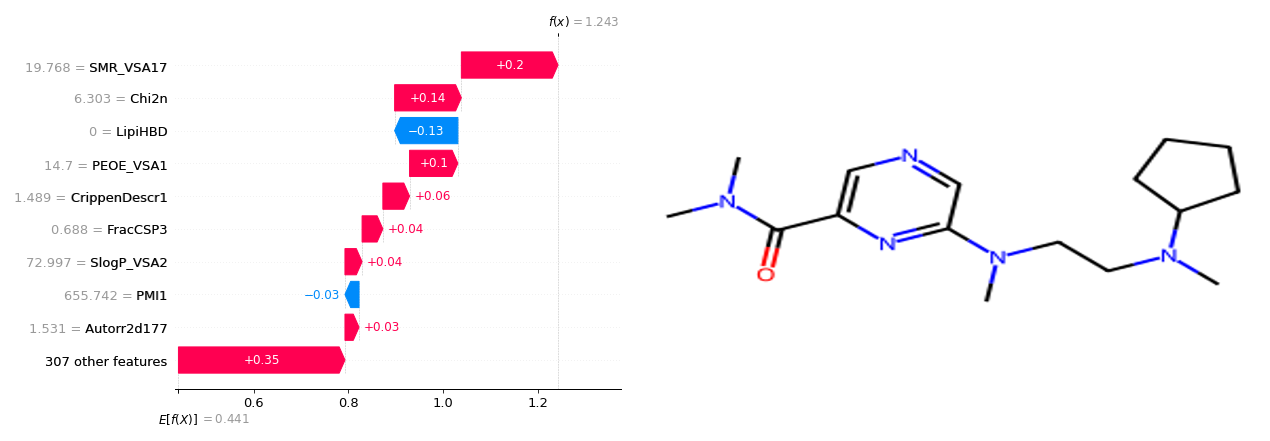 f(x) = 1.243
19.768 = SMR_VSA17
+0.2
6.303 = Chi2n
+0.14
0 = LipiHBD
−0.13
14.7 = PEOE_VSA1
+0.1
1.489 = CrippenDescr1
+0.06
0.688 = FracCSP3
+0.04
72.997 = SlogP_VSA2
+0.04
655.742 = PMI1
−0.03
1.531 = Autorr2d177
+0.03
307 other features
+0.35
0.6 0.8 1.0 1.2
E[f(X)] = 0.441
N
N
O
N
N
N